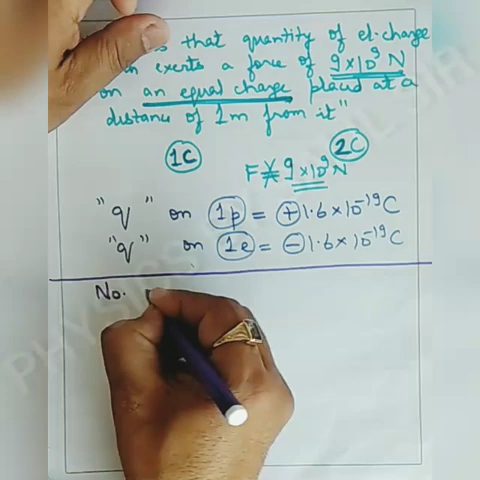 that quantity of el. charge
exerts a force of 9×10⁹ N
on an equal charge placed at a
distance of 1m from it"
1C 2C
F ≠ 9×10⁹ N
"q" on 1p = +1.6×10⁻¹⁹C
"q" on 1e = −1.6×10⁻¹⁹C
No.